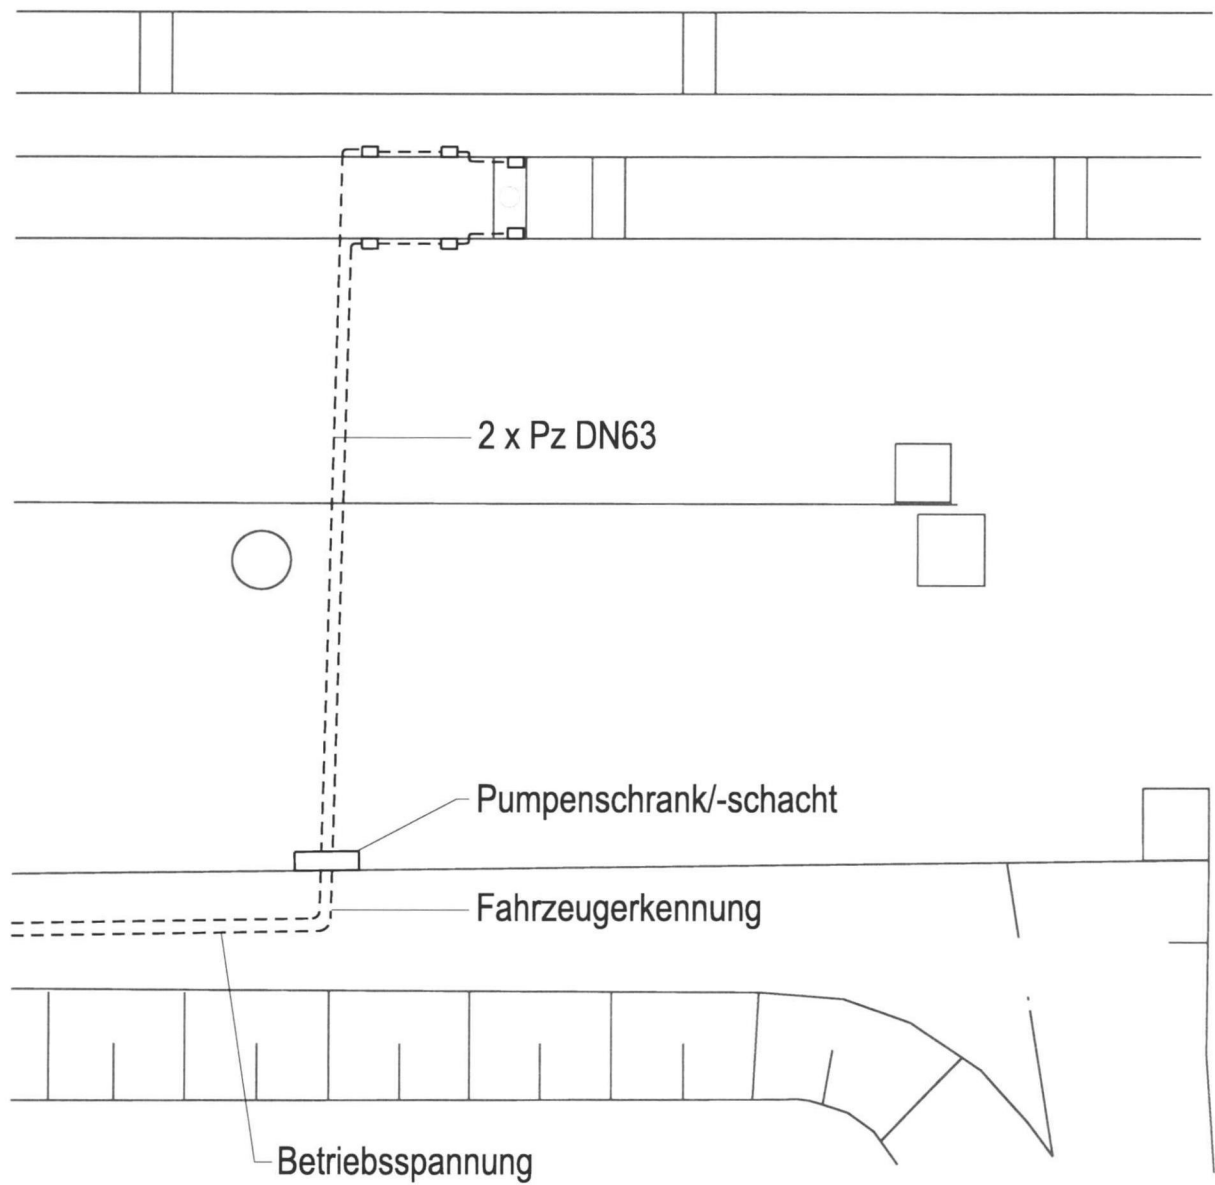 2 x Pz DN63
Pumpenschrank/-schacht
Fahrzeugerkennung
Betriebsspannung